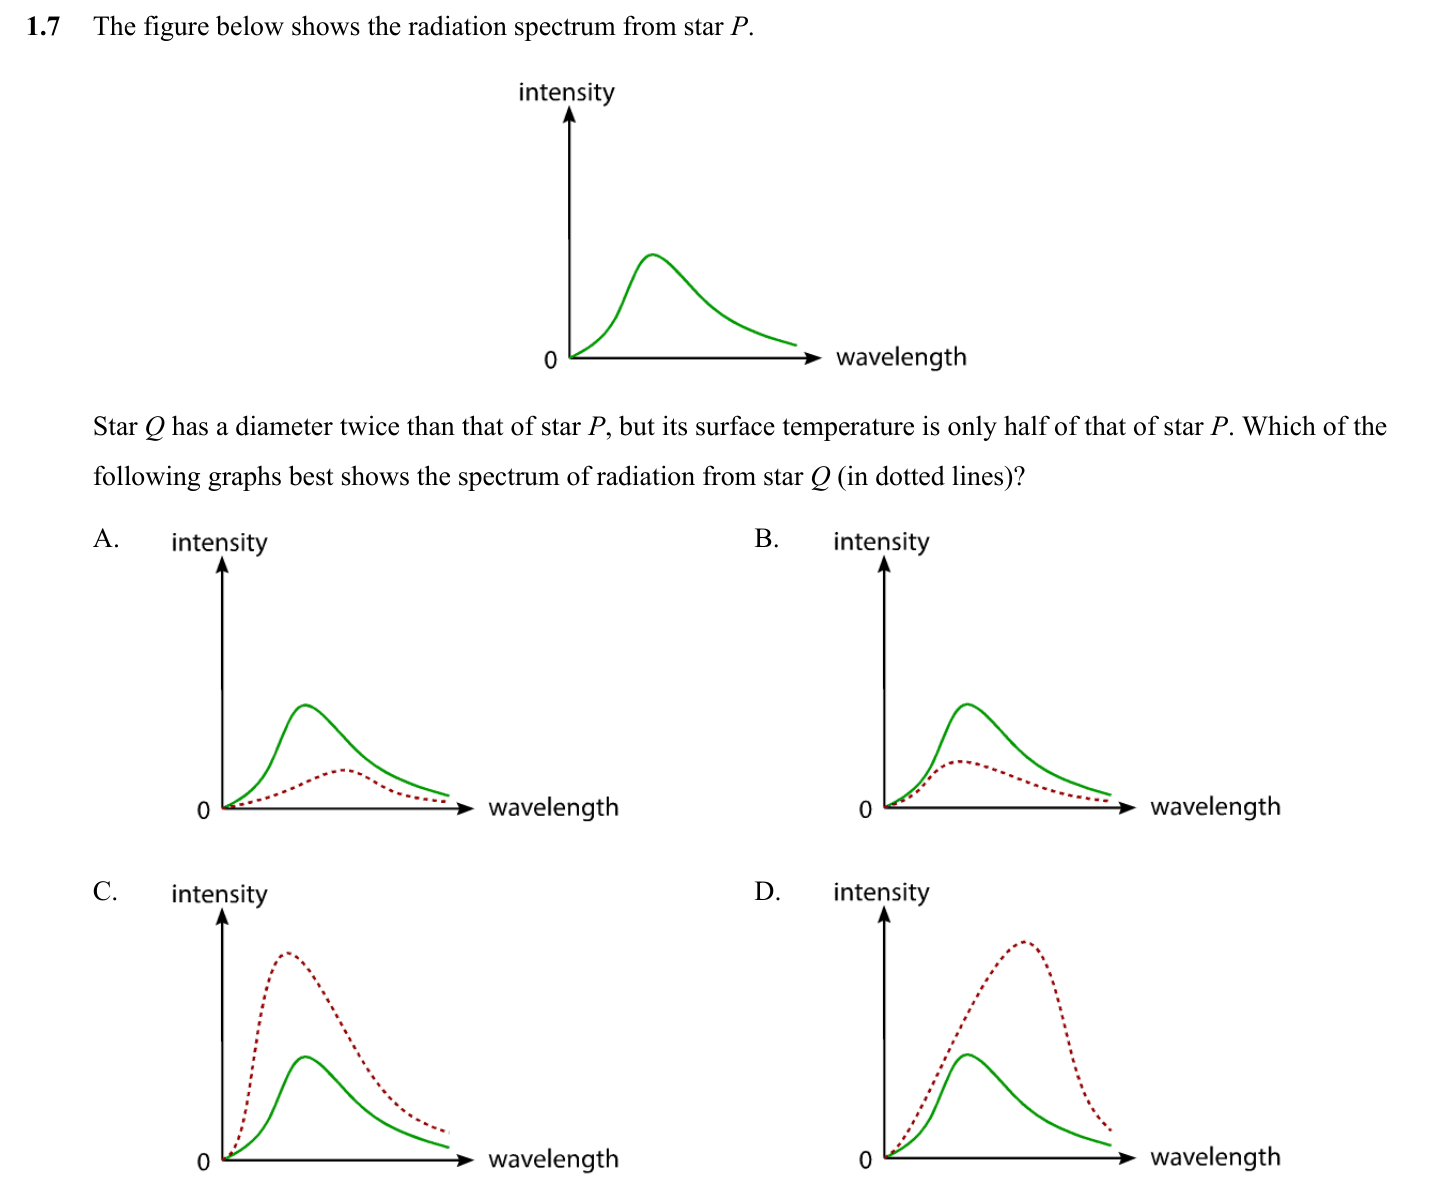 1.7 The figure below shows the radiation spectrum from star P.
intensity
0
wavelength
Star Q has a diameter twice than that of star P, but its surface temperature is only half of that of star P. Which of the
following graphs best shows the spectrum of radiation from star Q (in dotted lines)?
A.
intensity
0
wavelength
B.
intensity
0
wavelength
C.
intensity
0
wavelength
D.
intensity
0
wavelength